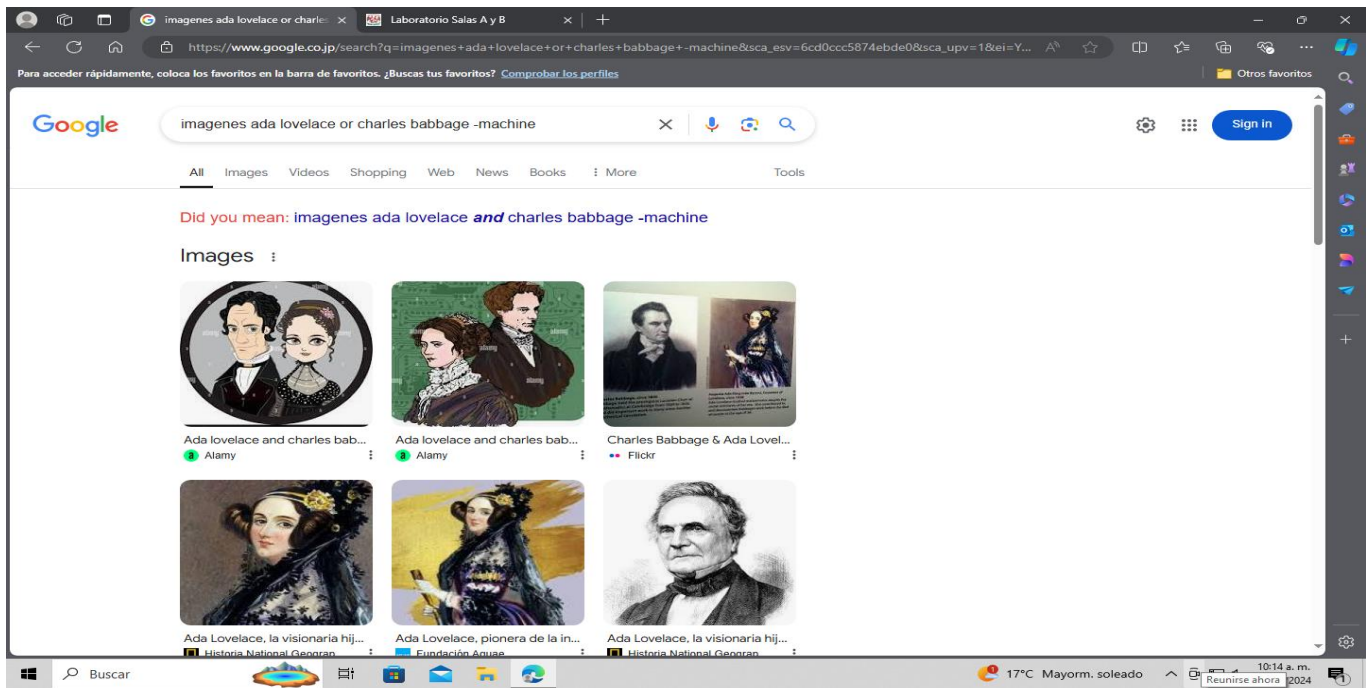 imagenes ada lovelace or charles
Laboratorio Salas A y B
https://www.google.co.jp/search?q=imagenes+ada+lovelace+or+charles+babbage+-machine&sca_esv=6cd0ccc5874ebde0&sca_upv=1&ei=Y...
Para acceder rápidamente, coloca los favoritos en la barra de favoritos. ¿Buscas tus favoritos? Comprobar los perfiles
Otros favoritos
Google
imagenes ada lovelace or charles babbage -machine
Sign in
All Images Videos Shopping Web News Books More Tools
Did you mean: imagenes ada lovelace and charles babbage -machine
Images
Ada lovelace and charles bab... Ada lovelace and charles bab... Charles Babbage & Ada Lovel...
Alamy Alamy Flickr
Ada Lovelace, la visionaria hij... Ada Lovelace, pionera de la in... Ada Lovelace, la visionaria hij...
Historia National Geograp... Fundación Aquae Historia National Geograp...
Buscar
17°C Mayorm. soleado
10:14 a. m.
Reunirse ahora
2024